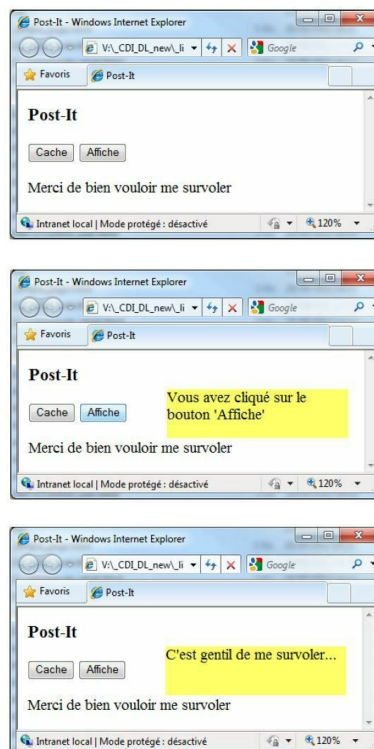 Post-It - Windows Internet Explorer
V:\_CDI_DL_new\_li Google
Favoris Post-It
Post-It
Cache Affiche
Merci de bien vouloir me survoler
Intranet local | Mode protégé : désactivé 120%
Post-It - Windows Internet Explorer
V:\_CDI_DL_new\_li Google
Favoris Post-It
Post-It
Vous avez cliqué sur le
bouton 'Affiche'
Cache Affiche
Merci de bien vouloir me survoler
Intranet local | Mode protégé : désactivé 120%
Post-It - Windows Internet Explorer
V:\_CDI_DL_new\_li Google
Favoris Post-It
Post-It
C'est gentil de me survoler...
Cache Affiche
Merci de bien vouloir me survoler
Intranet local | Mode protégé : désactivé 120%